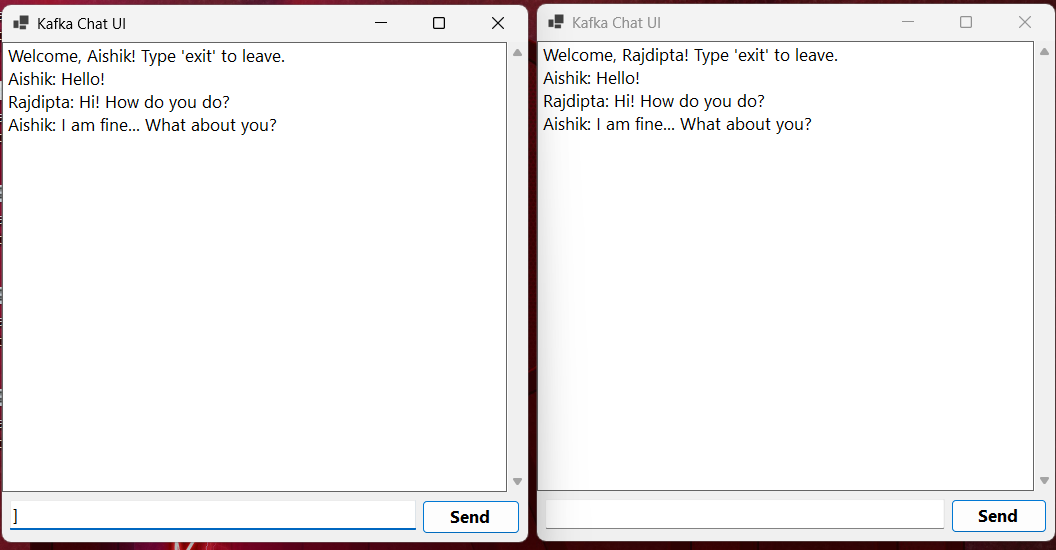 Kafka Chat UI
Welcome, Aishik! Type 'exit' to leave.
Aishik: Hello!
Rajdipta: Hi! How do you do?
Aishik: I am fine... What about you?
]
Send
Kafka Chat UI
Welcome, Rajdipta! Type 'exit' to leave.
Aishik: Hello!
Rajdipta: Hi! How do you do?
Aishik: I am fine... What about you?
Send